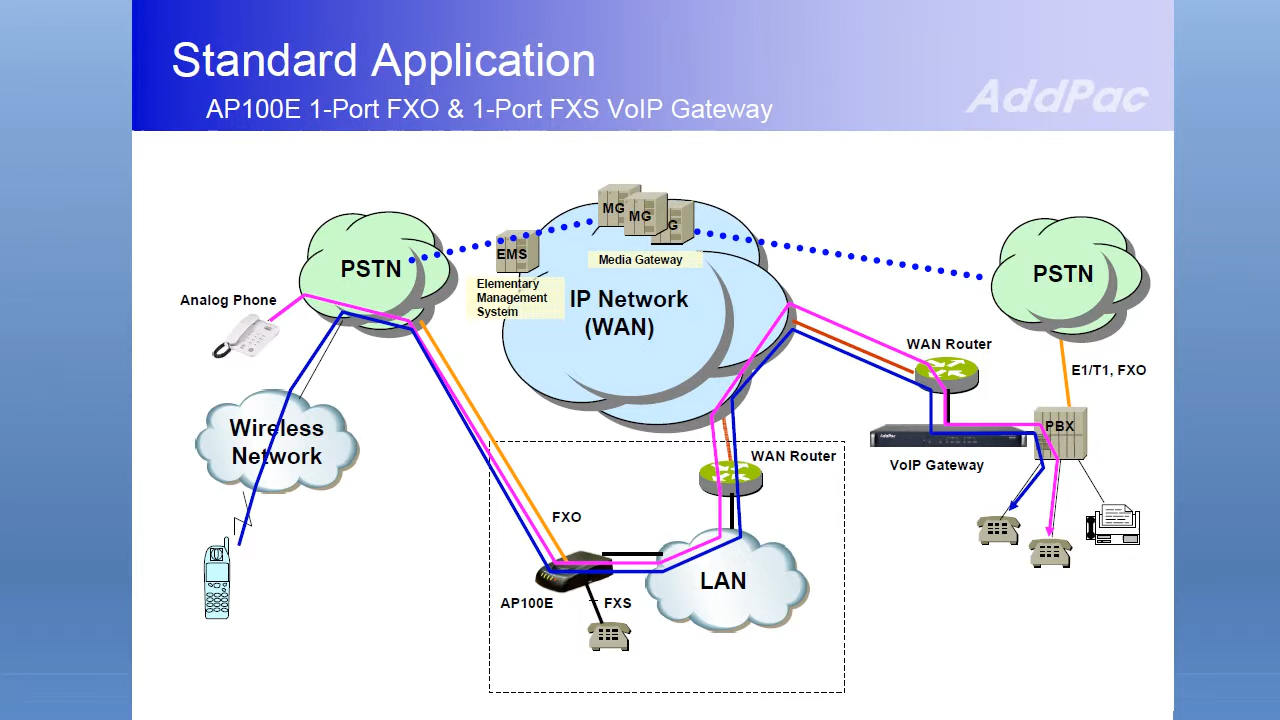 Standard Application
AP100E 1-Port FXO & 1-Port FXS VoIP Gateway
AddPac
MG
MG
G
EMS
Media Gateway
PSTN
PSTN
Elementary
Management
System
IP Network
(WAN)
Analog Phone
WAN Router
E1/T1, FXO
Wireless
Network
AddPac
PBX
WAN Router
VoIP Gateway
FXO
LAN
AP100E
FXS